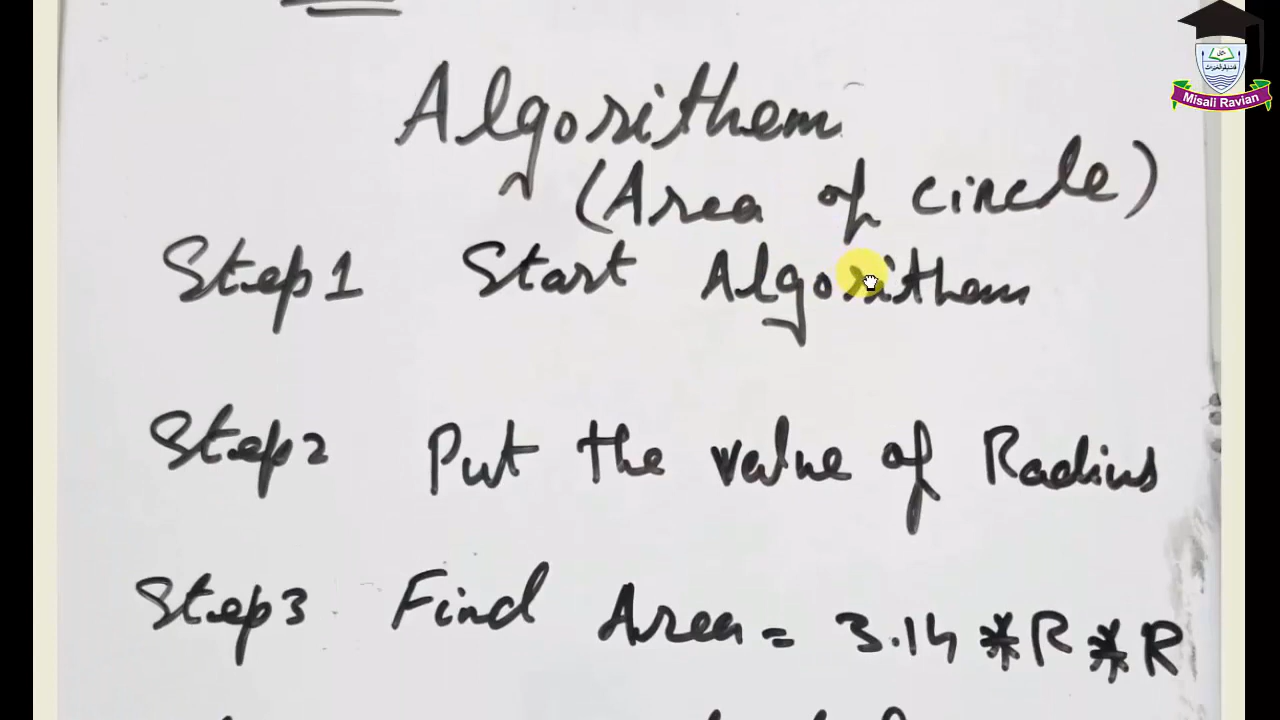 Misali Ravian
Algorithem
(Area of circle)
Step1 Start Algorithem
Step2 Put the value of Radius
Step3 Find Area = 3.14 * R * R